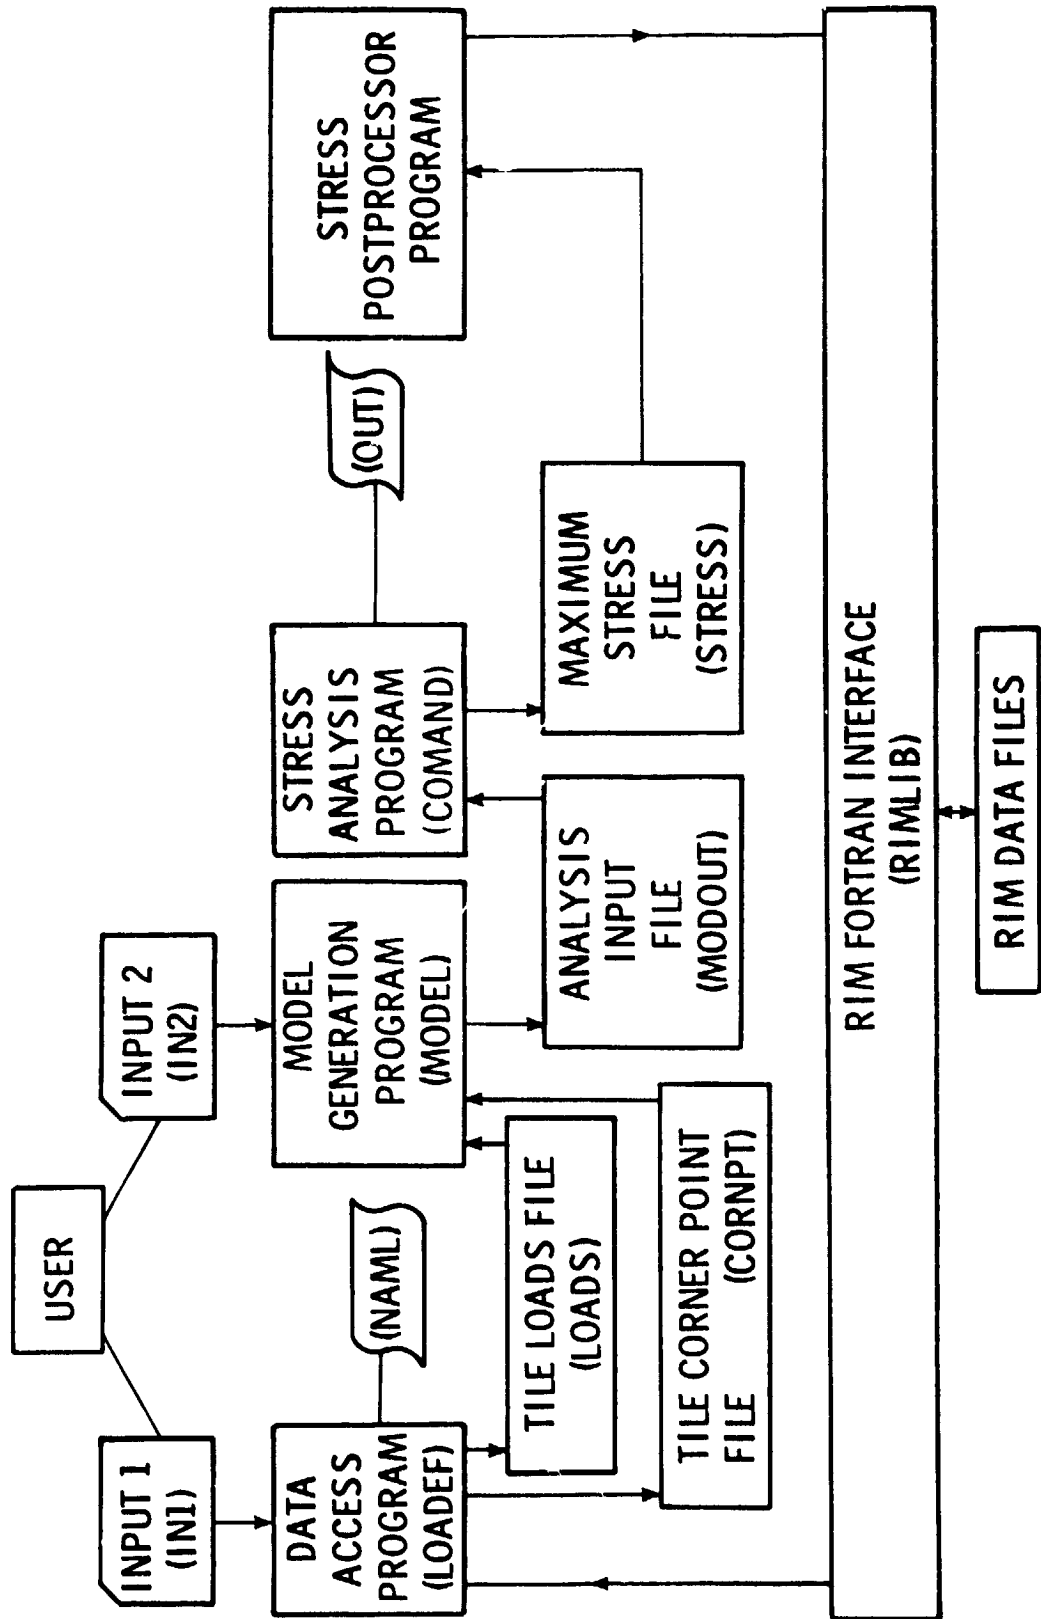 USER
INPUT 1
(IN1)
INPUT 2
(IN2)
DATA
ACCESS
PROGRAM
(LOADEF)
(NAML)
MODEL
GENERATION
PROGRAM
(MODEL)
STRESS
ANALYSIS
PROGRAM
(COMAND)
(OUT)
STRESS
POSTPROCESSOR
PROGRAM
TILE LOADS FILE
(LOADS)
TILE CORNER POINT
FILE (CORNPT)
ANALYSIS
INPUT
FILE
(MODOUT)
MAXIMUM
STRESS
FILE
(STRESS)
RIM FORTRAN INTERFACE
(RIMLIB)
RIM DATA FILES